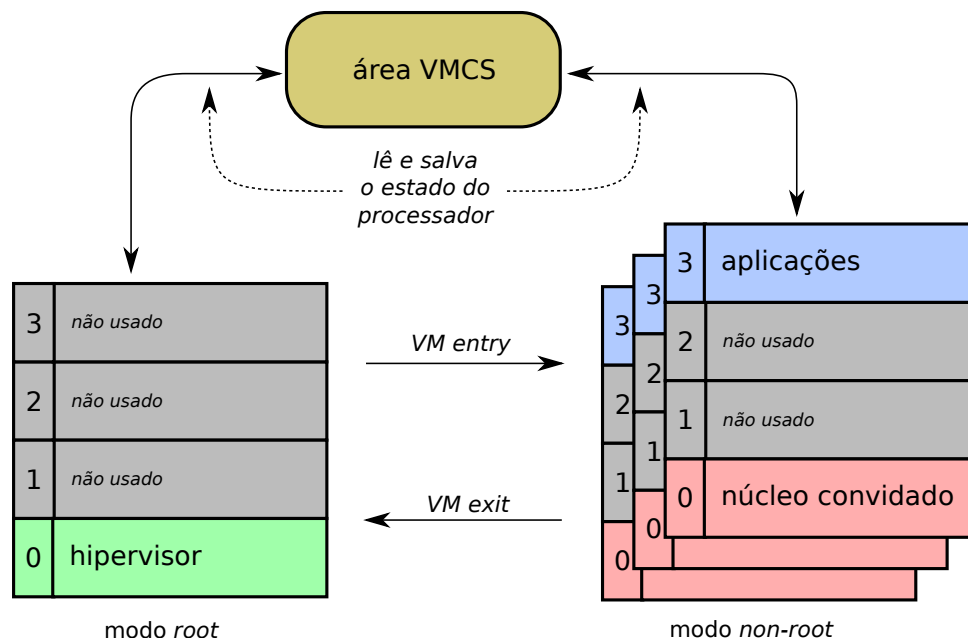 área VMCS
lê e salva
o estado do
processador
3 não usado
2 não usado
1 não usado
0 hipervisor
modo root
VM entry
VM exit
3 aplicações
2 não usado
1 não usado
0 núcleo convidado
3
2
1
0
3
2
1
0
modo non-root